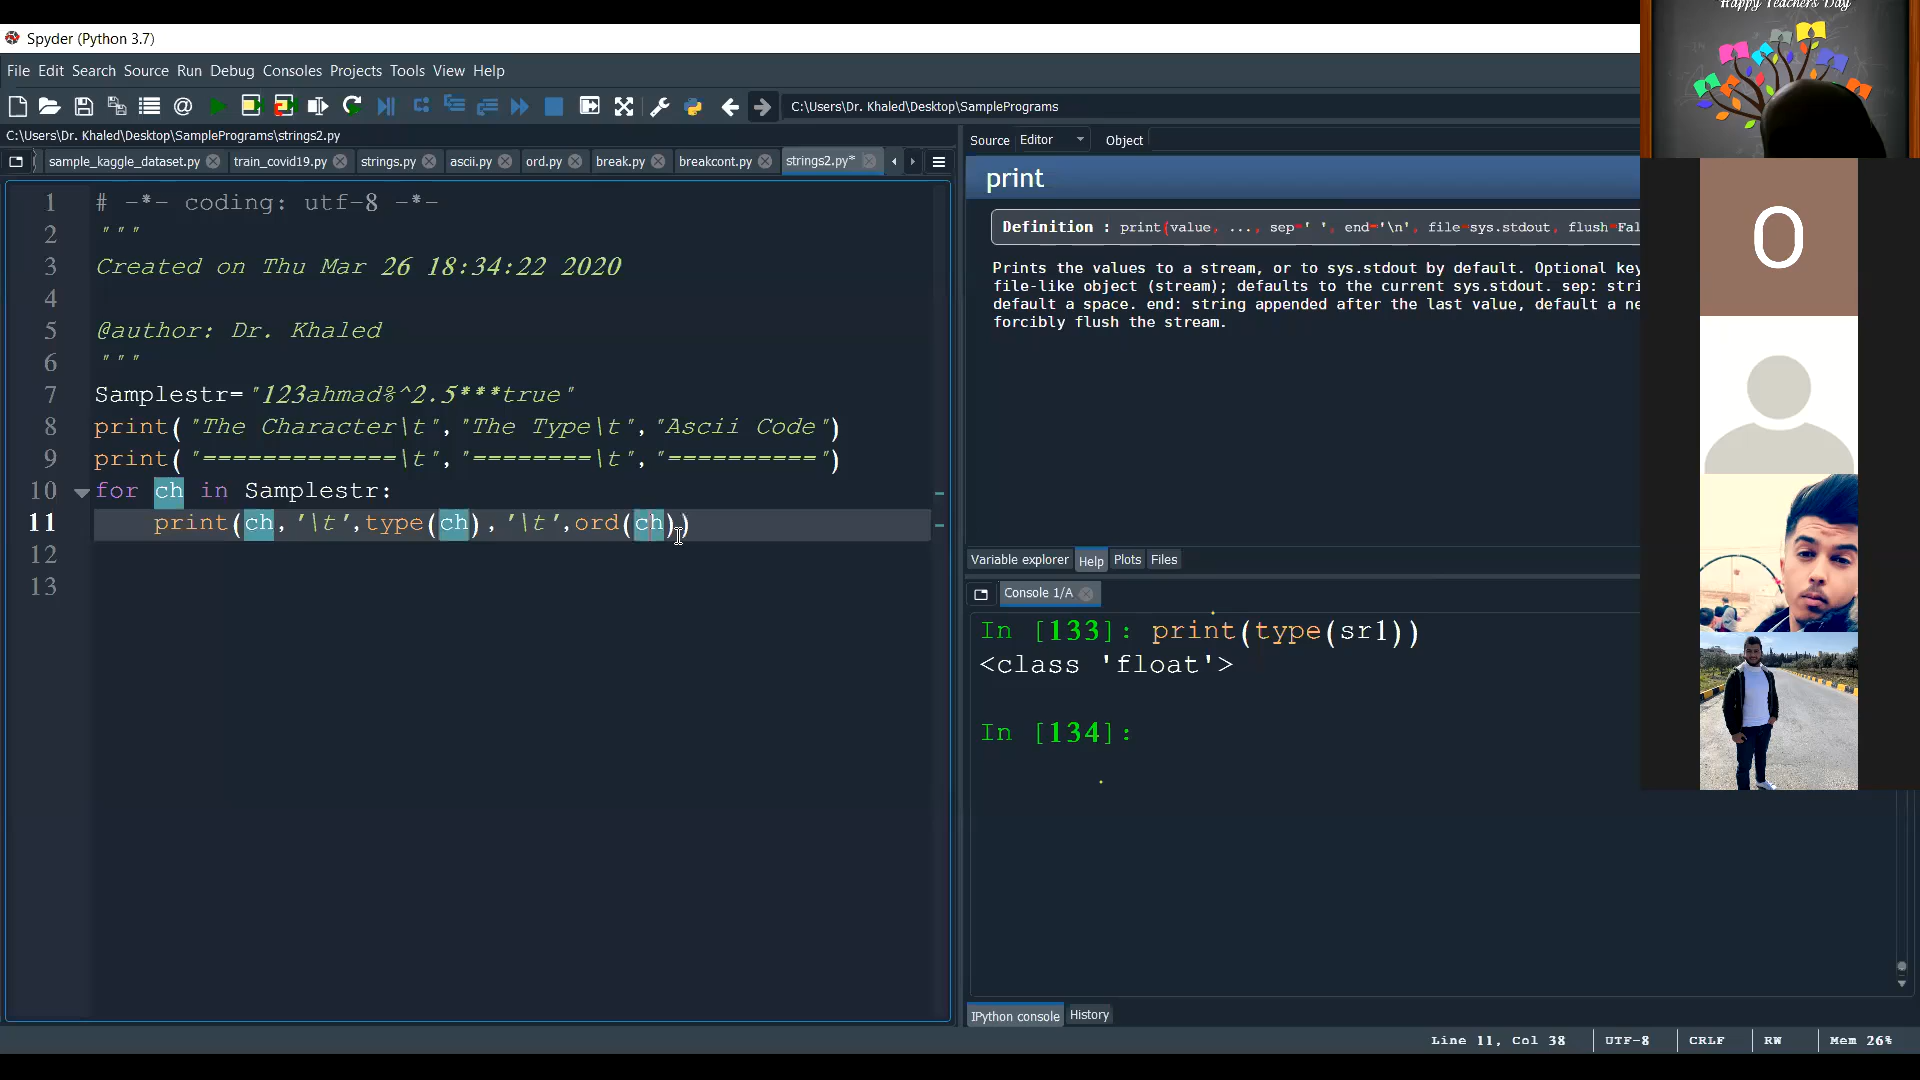 Happy Teachers Day
Spyder (Python 3.7)
File Edit Search Source Run Debug Consoles Projects Tools View Help
C:\Users\Dr. Khaled\Desktop\SamplePrograms
C:\Users\Dr. Khaled\Desktop\SamplePrograms\strings2.py
sample_kaggle_dataset.py train_covid19.py strings.py ascii.py ord.py break.py breakcont.py strings2.py*
1 # -*- coding: utf-8 -*-
2 """
3 Created on Thu Mar 26 18:34:22 2020
4
5 @author: Dr. Khaled
6 """
7 Samplestr="123ahmad%^2.5***true"
8 print("The Character\t","The Type\t","Ascii Code")
9 print("=============\t","========\t","==========")
10 for ch in Samplestr:
11 print(ch,'\t',type(ch),'\t',ord(ch))
12
13
Source Editor Object
print
Definition : print(value, ..., sep=' ', end='\n', file=sys.stdout, flush=Fal
Prints the values to a stream, or to sys.stdout by default. Optional key
file-like object (stream); defaults to the current sys.stdout. sep: stri
default a space. end: string appended after the last value, default a ne
forcibly flush the stream.
Variable explorer Help Plots Files
Console 1/A
In [133]: print(type(sr1))
<class 'float'>
In [134]:
IPython console History
Line 11, Col 38 UTF-8 CRLF RW Mem 26%
O